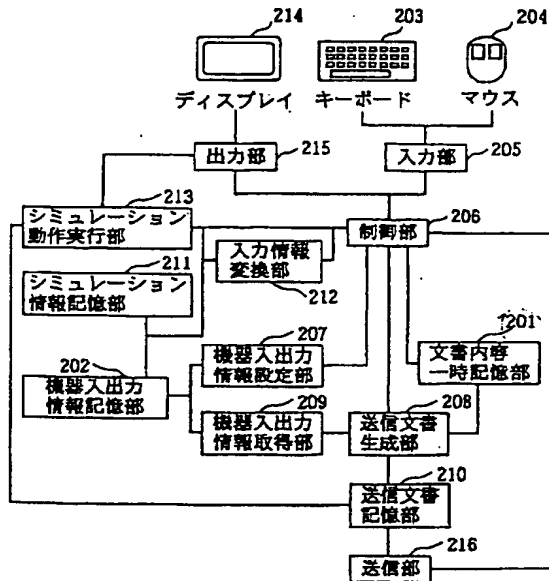 214
203
204
ディスプレイ
キーボード
マウス
出力部
215
入力部
205
213
シミュレーション
動作実行部
制御部
206
211
シミュレーション
情報記憶部
入力情報
変換部
212
202
機器入出力
情報記憶部
207
機器入出力
情報設定部
201
文書内容
一時記憶部
209
機器入出力
情報取得部
208
送信文書
生成部
210
送信文書
記憶部
216
送信部